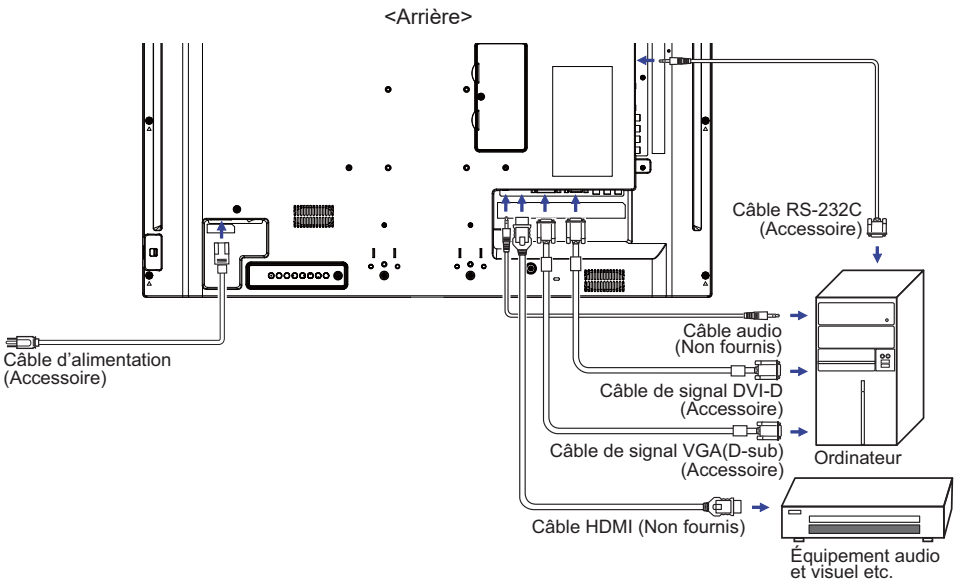 <Arrière>
Câble RS-232C
(Accessoire)
Câble audio
(Non fournis)
Câble d'alimentation
(Accessoire)
Câble de signal DVI-D
(Accessoire)
Câble de signal VGA(D-sub)
(Accessoire)
Ordinateur
Câble HDMI (Non fournis)
Équipement audio
et visuel etc.